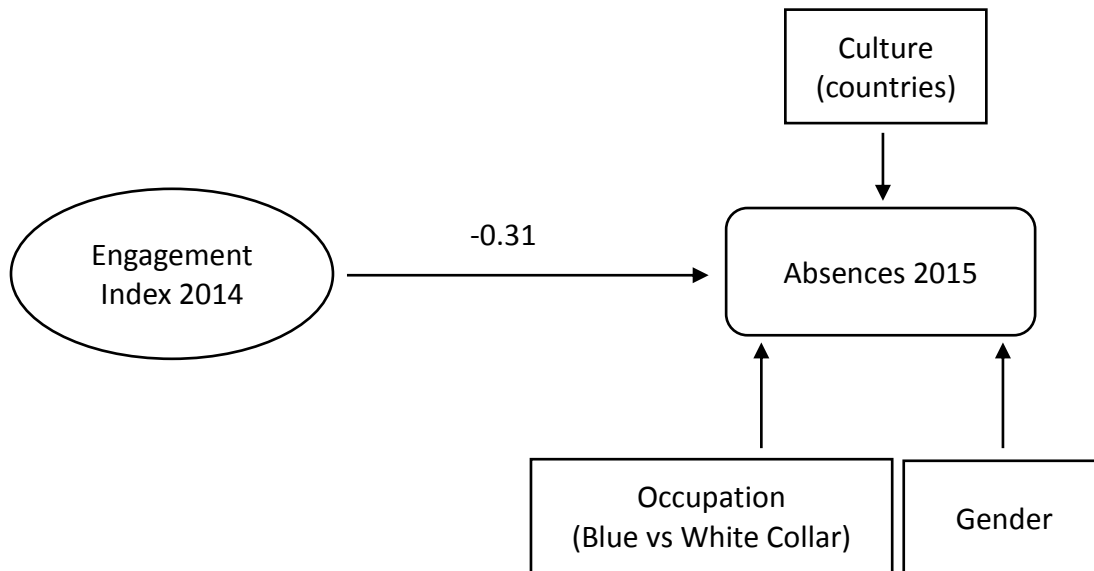 Culture
(countries)
-0.31
Engagement
Index 2014
Absences 2015
Occupation
(Blue vs White Collar)
Gender